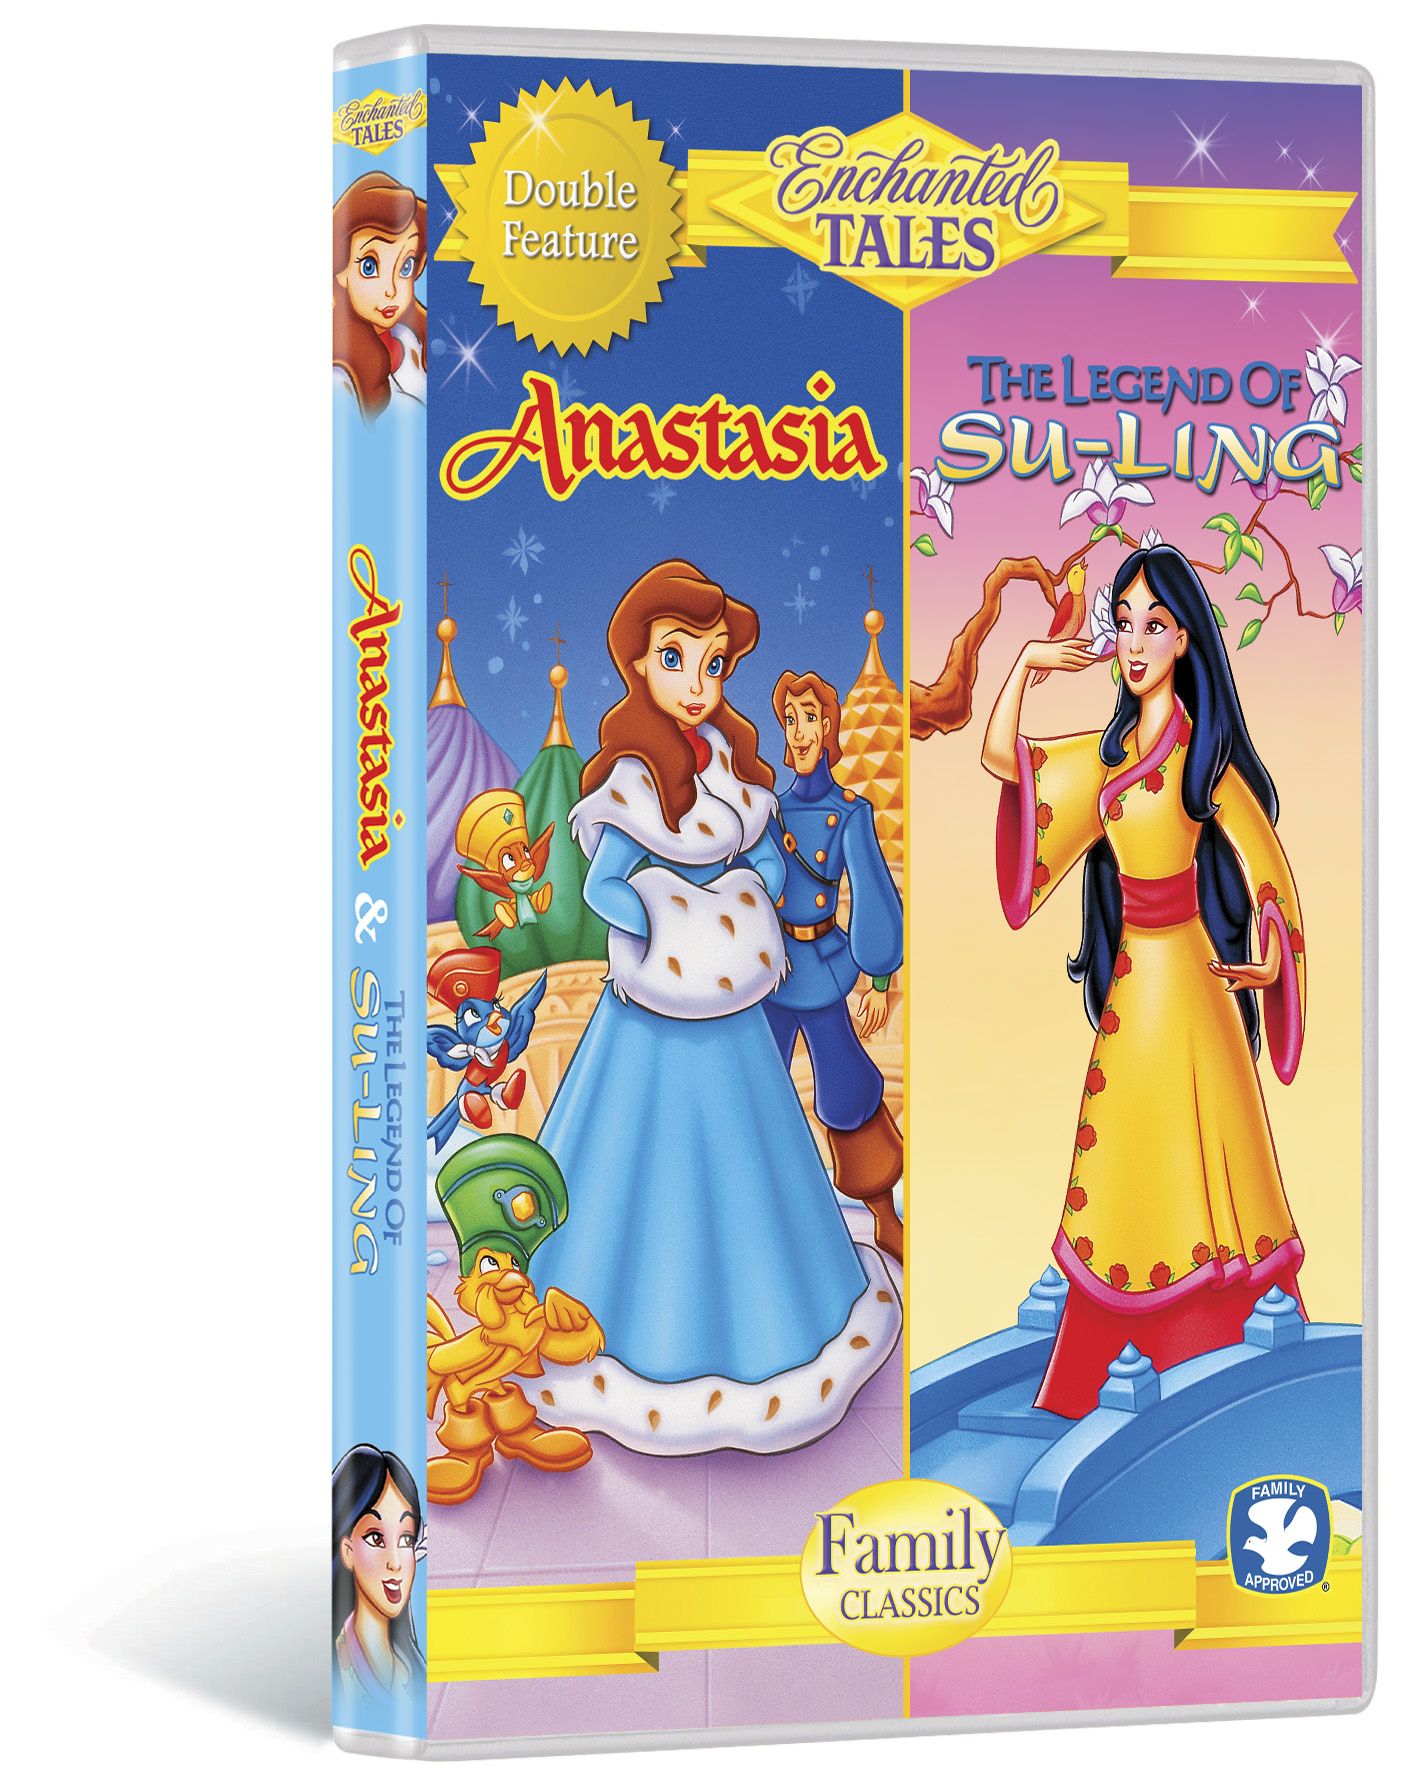 Enchanted
TALES
Anastasia
&
THE LEGEND OF
SU-LING
Double
Feature
Enchanted
TALES
Anastasia
THE LEGEND OF
SU-LING
Family
CLASSICS
FAMILY
APPROVED
®